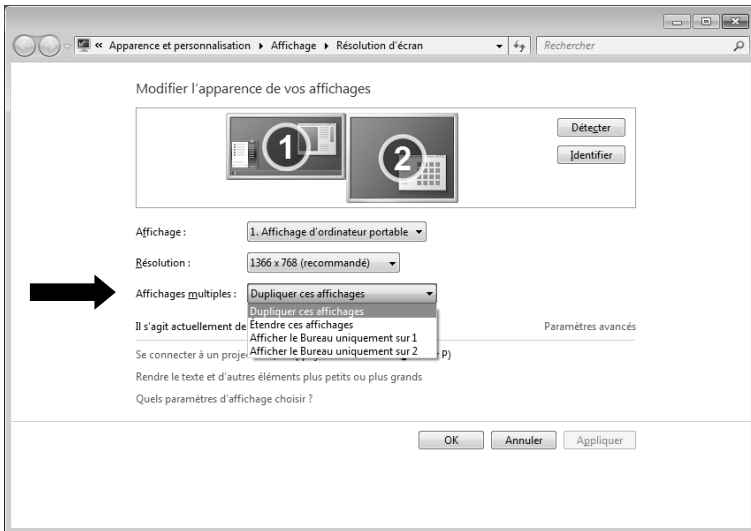 « Apparence et personnalisation Affichage Résolution d'écran Rechercher
Modifier l'apparence de vos affichages
1 2
Détecter
Identifier
Affichage : 1. Affichage d'ordinateur portable
Résolution : 1366 x 768 (recommandé)
Affichages multiples : Dupliquer ces affichages
Dupliquer ces affichages
Étendre ces affichages
Il s'agit actuellement de Paramètres avancés
Afficher le Bureau uniquement sur 1
Afficher le Bureau uniquement sur 2
Se connecter à un P)
Rendre le texte et d'autres éléments plus petits ou plus grands
Quels paramètres d'affichage choisir ?
OK Annuler Appliquer